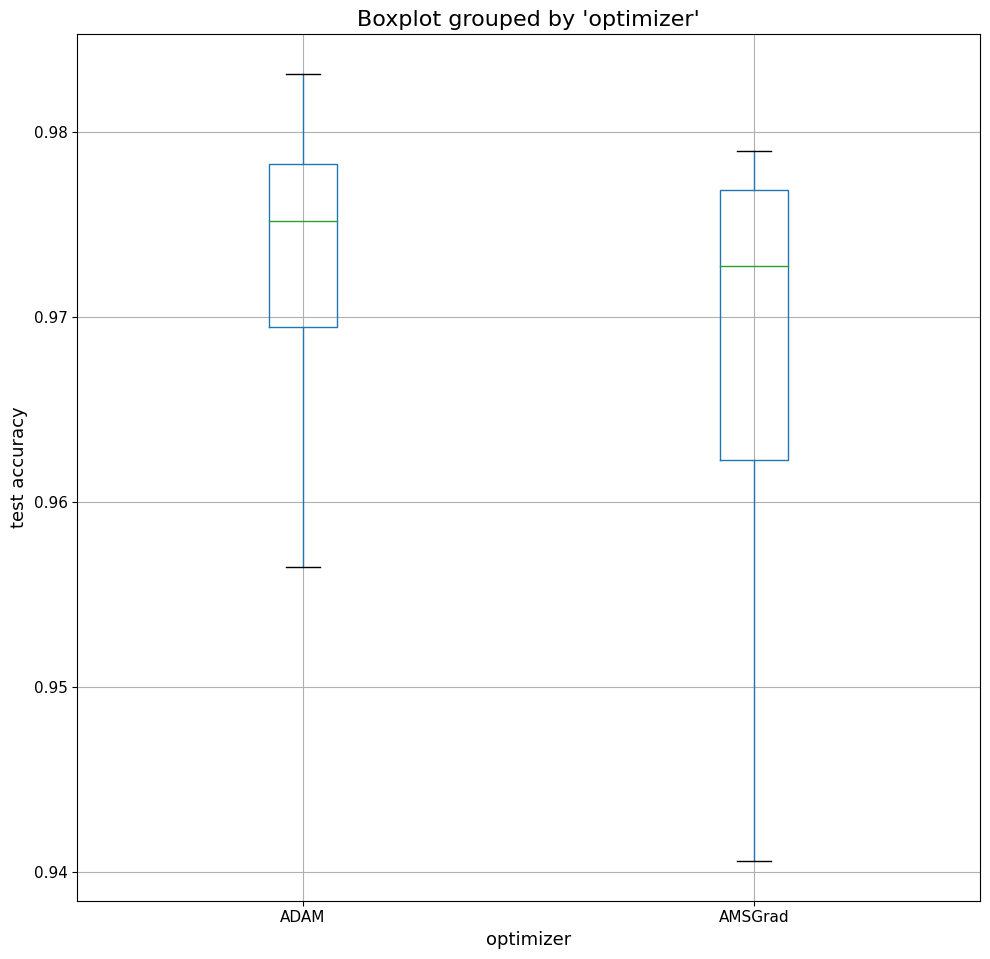 Boxplot grouped by 'optimizer'
0.98
0.97
0.96
0.95
0.94
test accuracy
ADAM
AMSGrad
optimizer